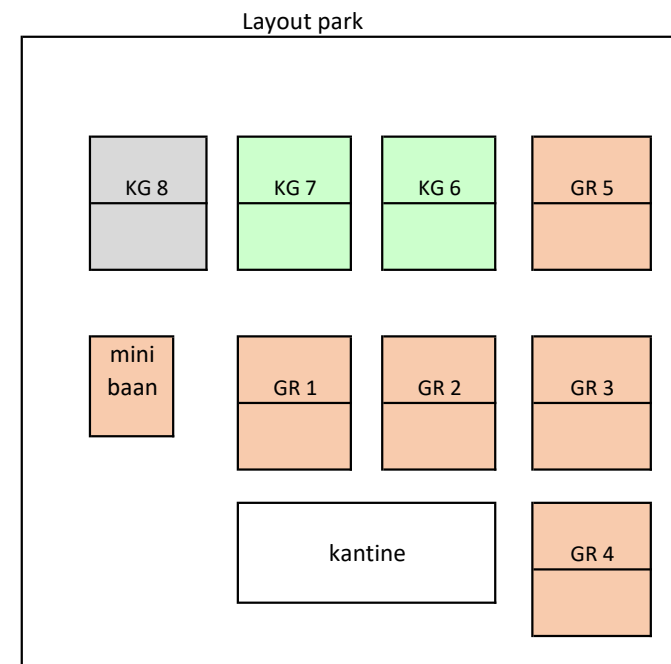 Layout park
KG 8
KG 7
KG 6
GR 5
mini
baan
GR 1
GR 2
GR 3
kantine
GR 4